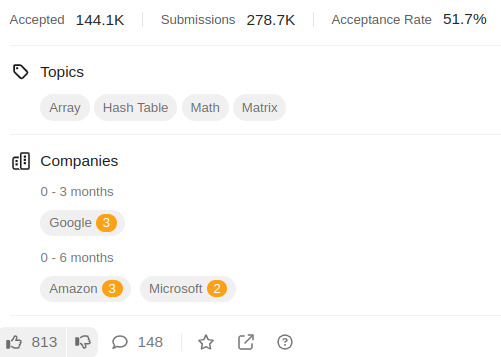 Accepted 144.1K Submissions 278.7K Acceptance Rate 51.7%
Topics
Array Hash Table Math Matrix
Companies
0 - 3 months
Google 3
0 - 6 months
Amazon 3 Microsoft 2
813 148